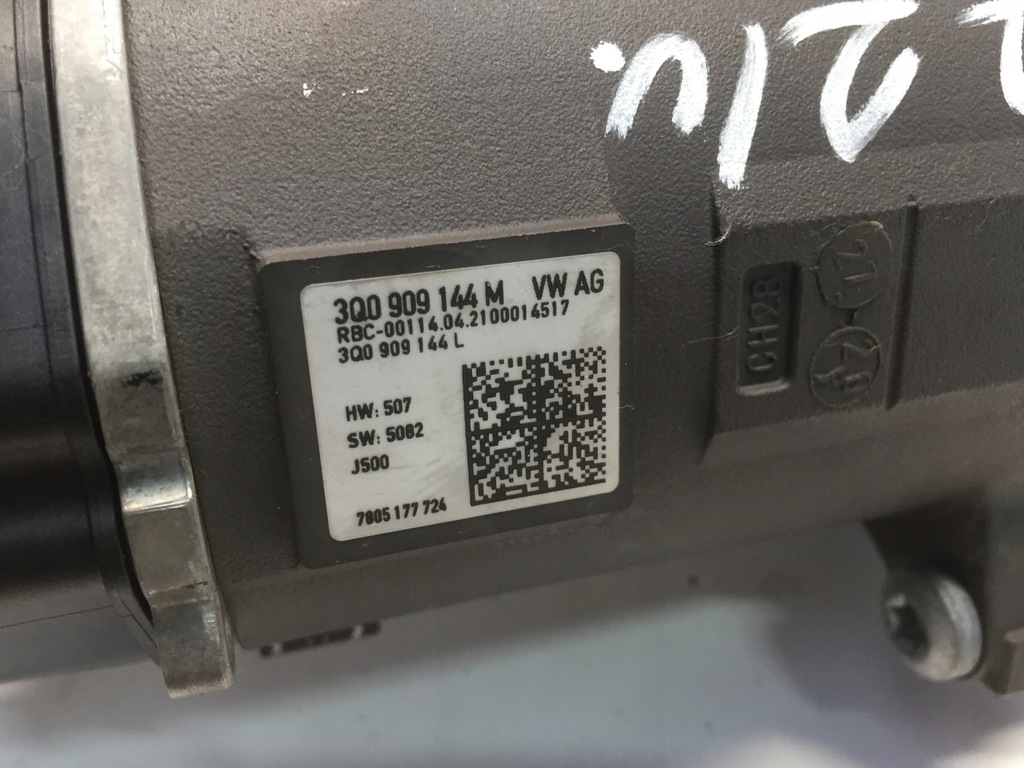 3Q0 909 144 M VW AG
RBC-00114.04.2100014517
3Q0 909 144 L
HW: 507
SW: 5082
J500
7805 177 724
CH2B